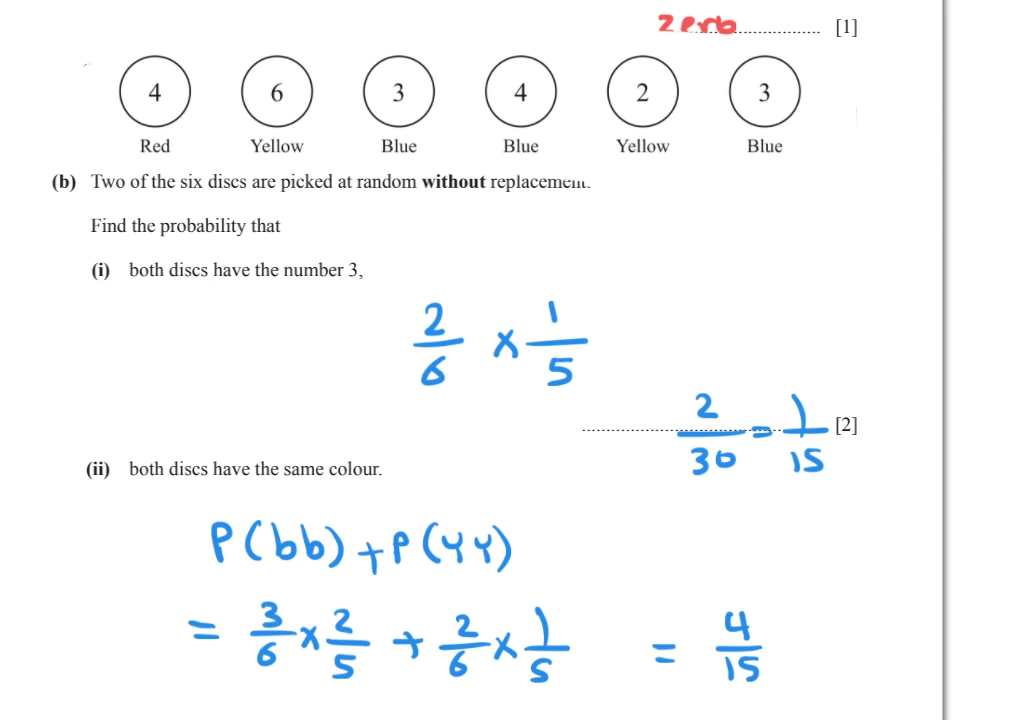 zero [1]
4 6 3 4 2 3
Red Yellow Blue Blue Yellow Blue
(b) Two of the six discs are picked at random without replacement.
Find the probability that
(i) both discs have the number 3,
2/6 x 1/5
2/30 = 1/15 [2]
(ii) both discs have the same colour.
P(bb) + P(YY)
= 3/6 x 2/5 + 2/6 x 1/5 = 4/15